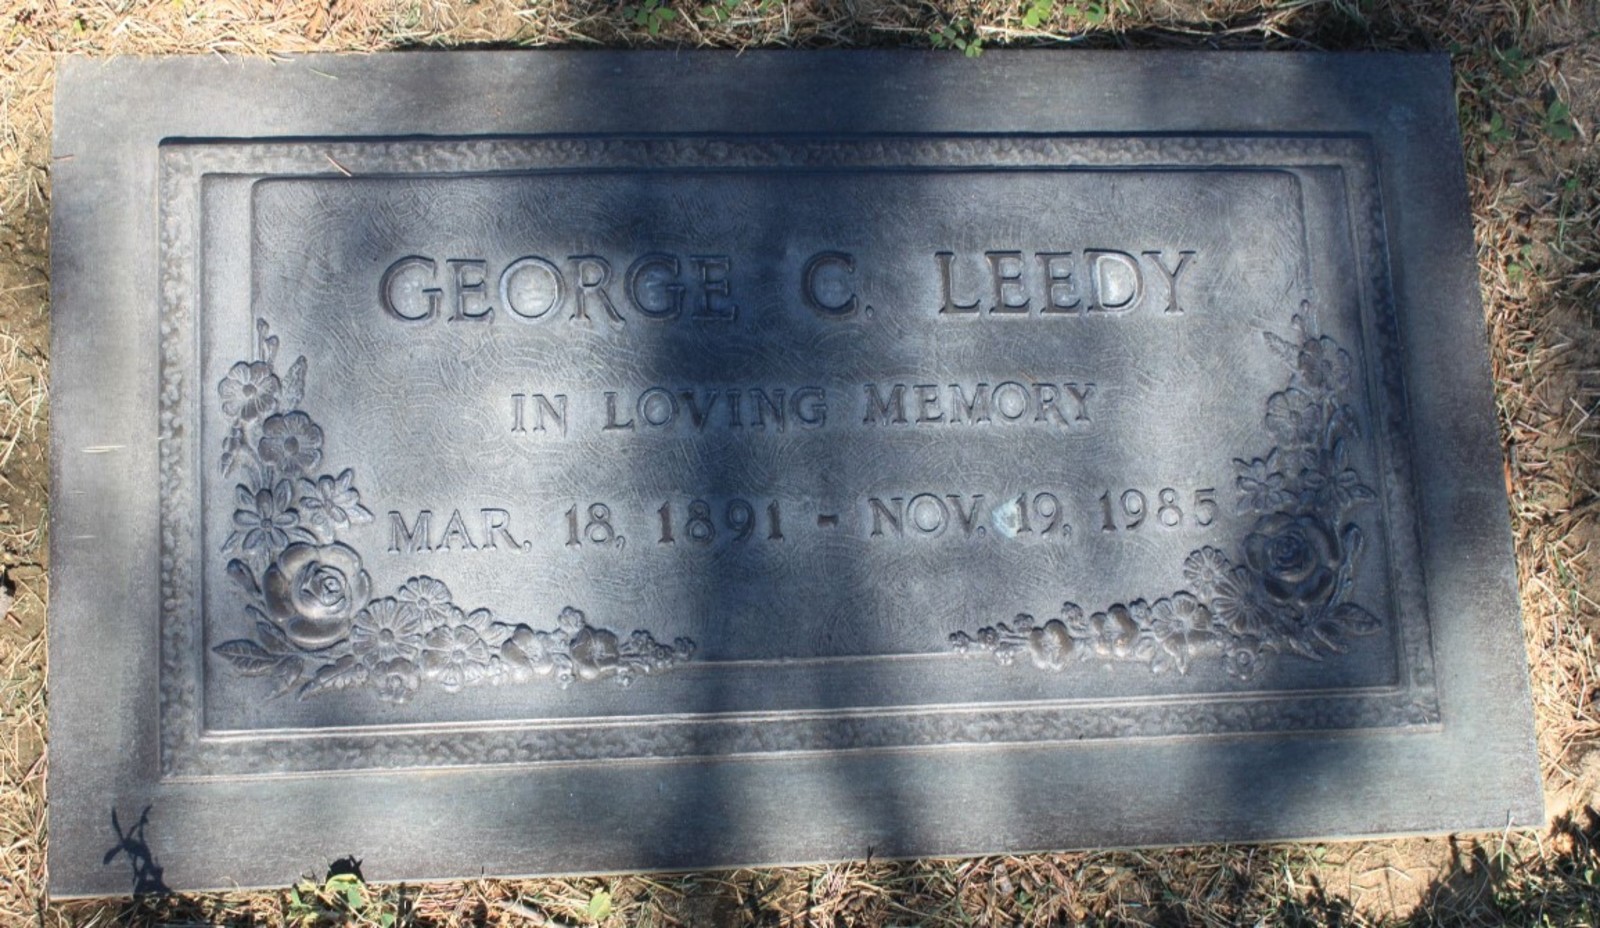 GEORGE C. LEEDY
IN LOVING MEMORY
MAR. 18, 1891 - NOV. 19, 1985